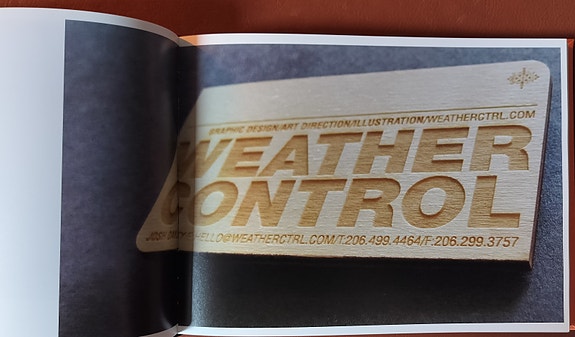 GRAPHIC DESIGN/ART DIRECTION/ILLUSTRATION/WEATHERCTRL.COM
WEATHER
CONTROL
JOSH HELLO@WEATHERCTRL.COM/T.206.499.4464/F.206.299.3757